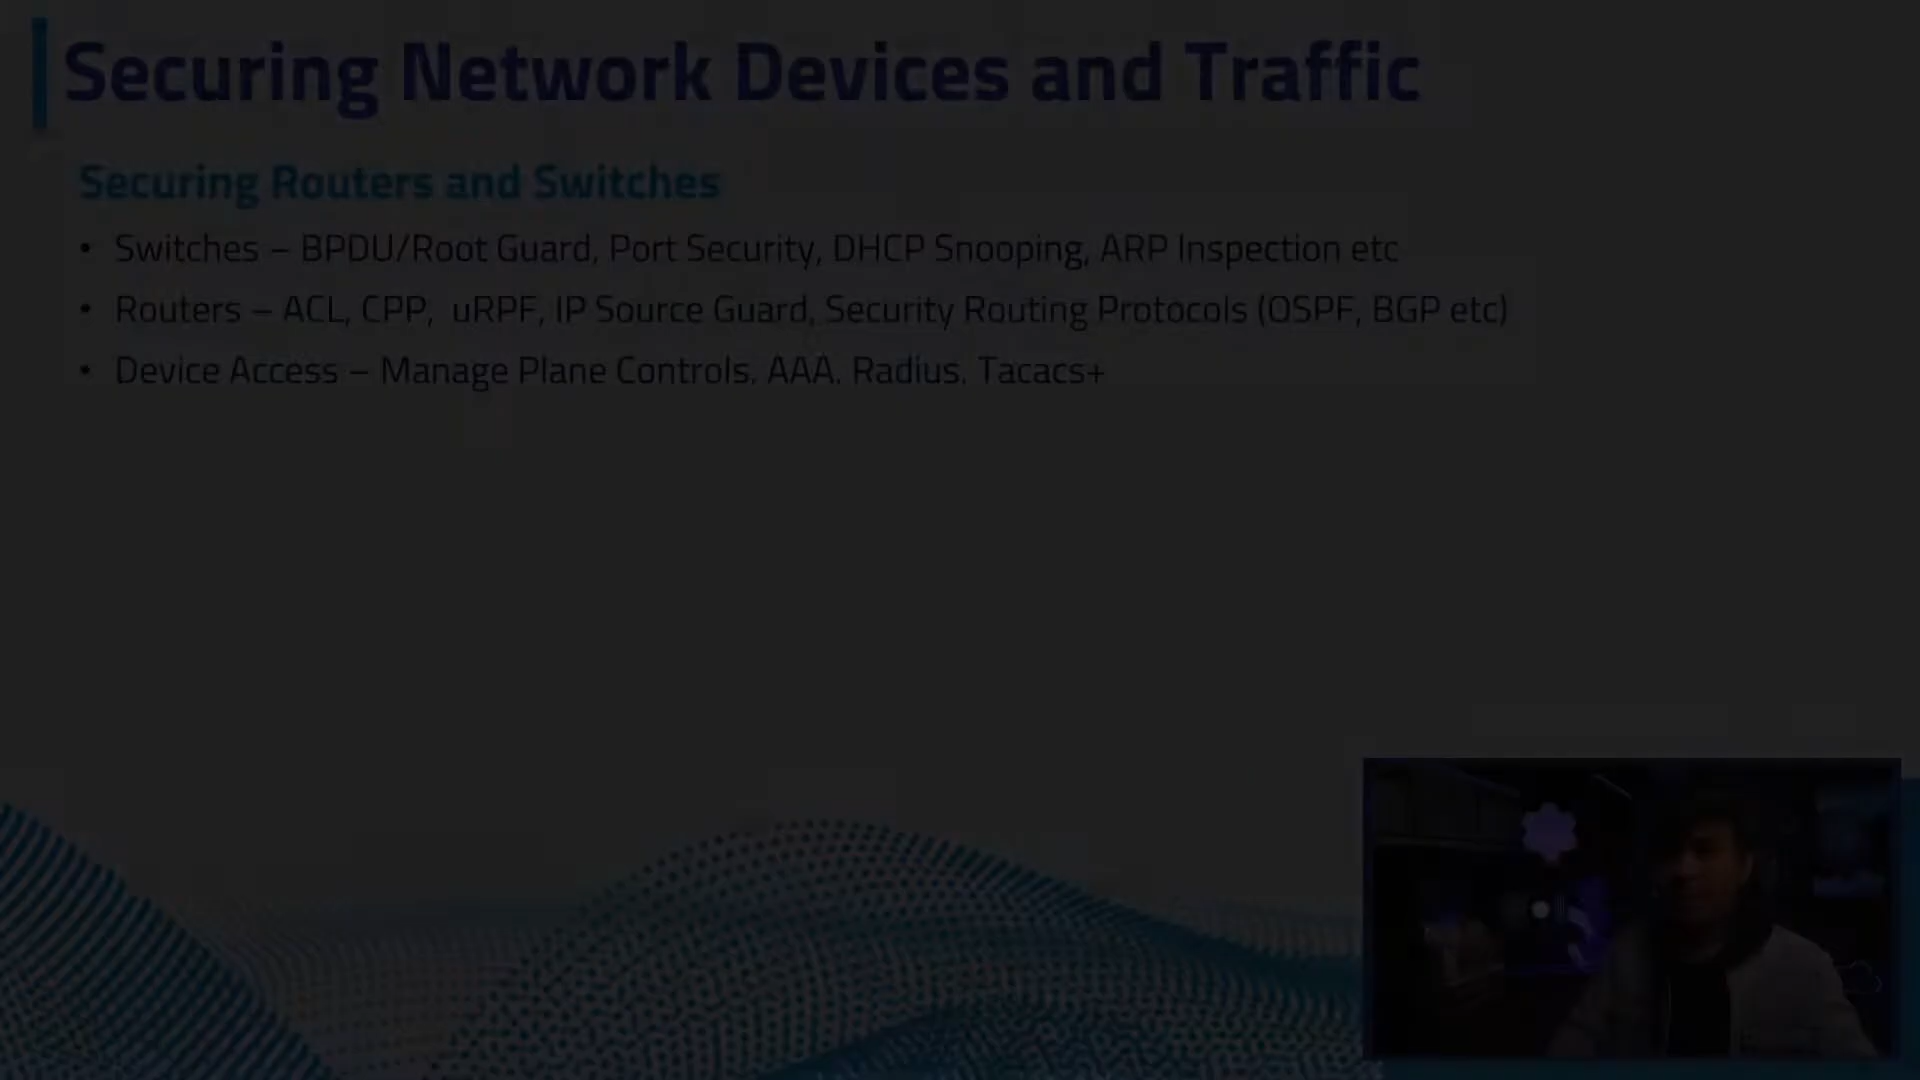 Securing Network Devices and Traffic
Securing Routers and Switches
• Switches – BPDU/Root Guard, Port Security, DHCP Snooping, ARP Inspection etc
• Routers – ACL, CPP, uRPF, IP Source Guard, Security Routing Protocols (OSPF, BGP etc)
• Device Access – Manage Plane Controls, AAA, Radius, Tacacs+